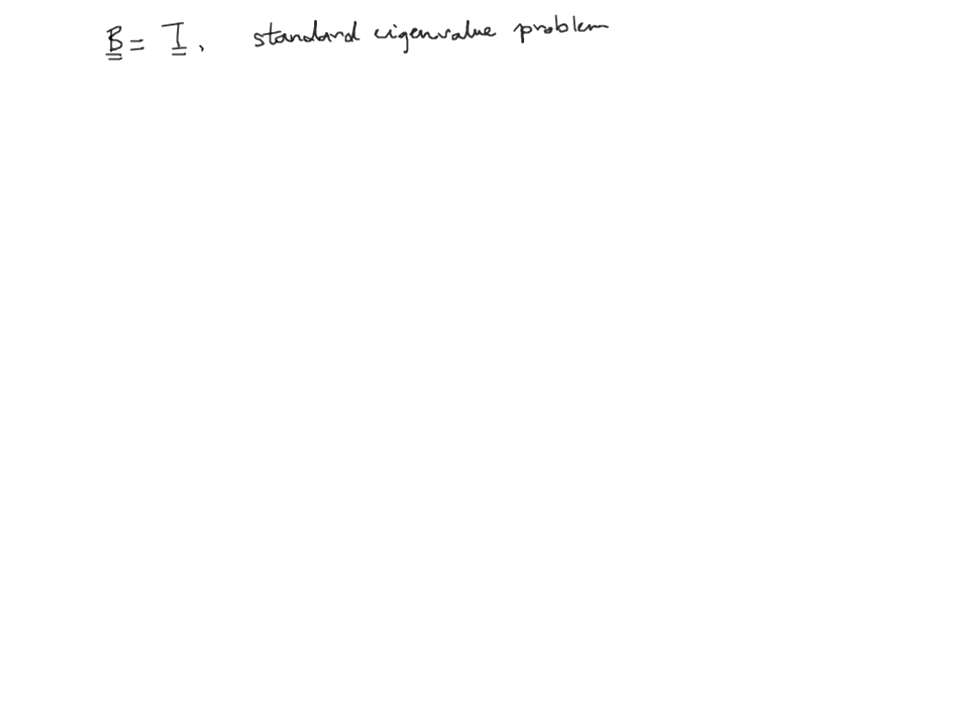 B = I, standard eigenvalue problem